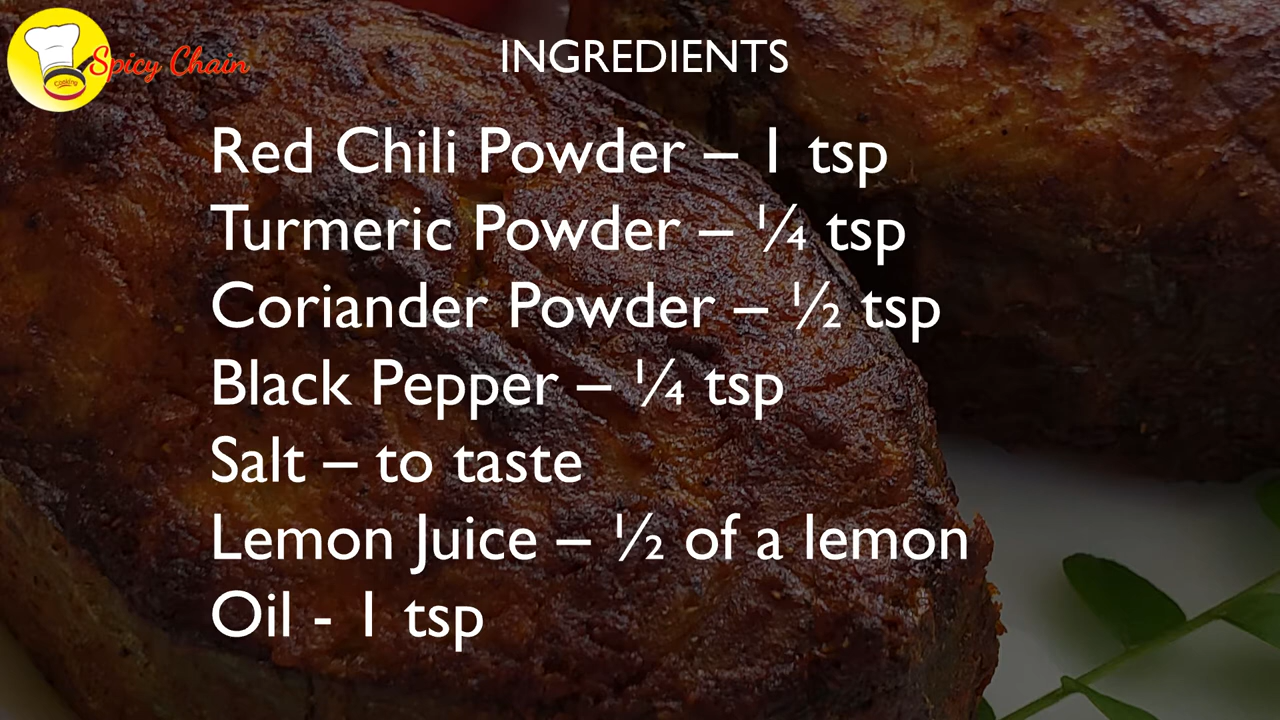 Spicy Chain
cooking
INGREDIENTS
Red Chili Powder – 1 tsp
Turmeric Powder – ¼ tsp
Coriander Powder – ½ tsp
Black Pepper – ¼ tsp
Salt – to taste
Lemon Juice – ½ of a lemon
Oil - 1 tsp